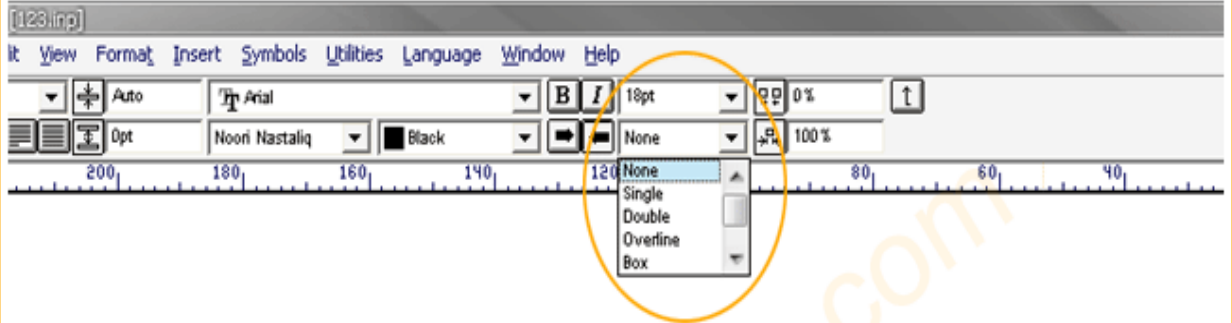 [123.inp]
it View Format Insert Symbols Utilities Language Window Help
Auto Arial B I 18pt 0 % ↑
0pt Noori Nastaliq Black None 100 %
200 180 160 140 120 80 60 40
None
Single
Double
Overline
Box
com